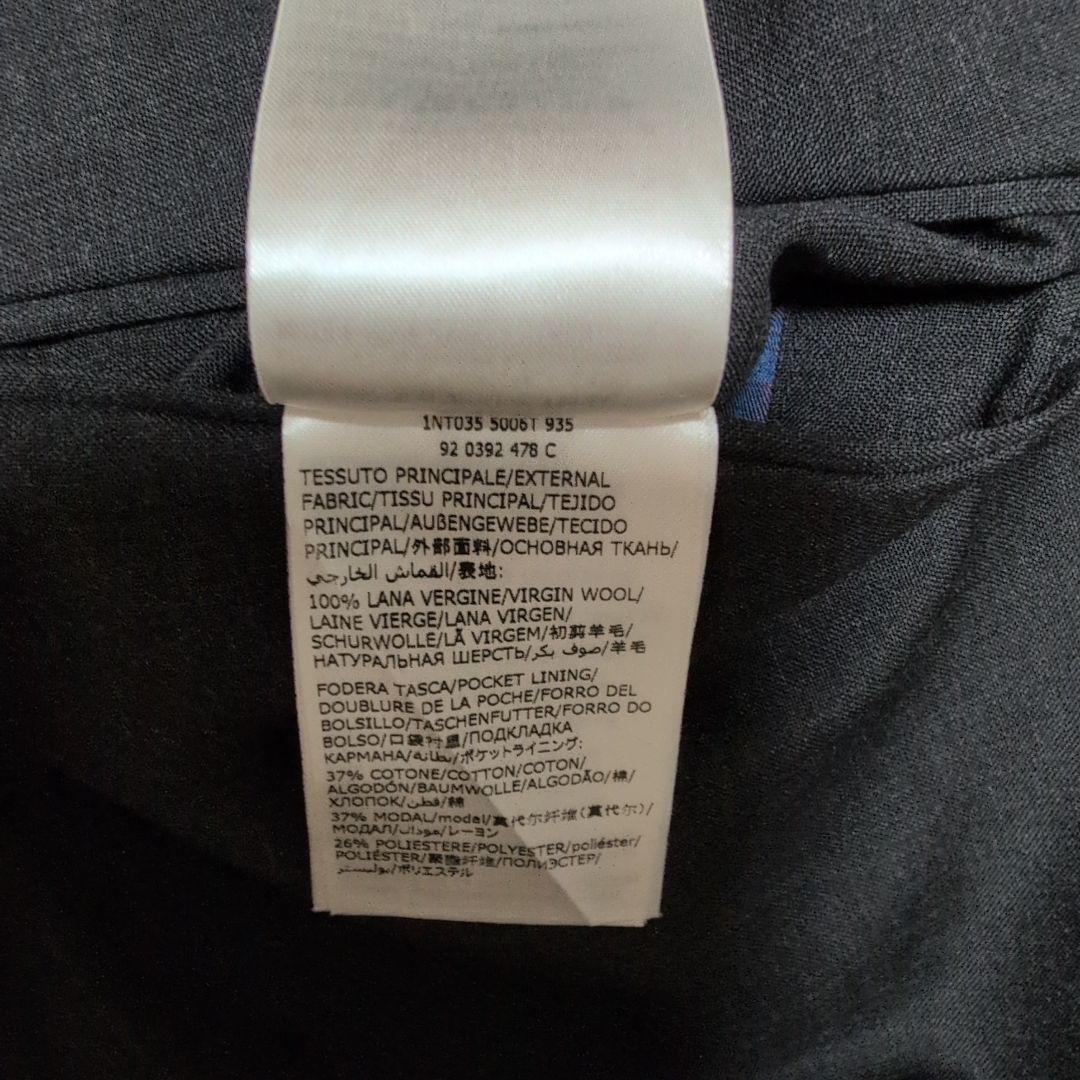 1NT035 5006T 935
92 0392 478 C
TESSUTO PRINCIPALE/EXTERNAL
FABRIC/TISSU PRINCIPAL/TEJIDO
PRINCIPAL/AUßENGEWEBE/TECIDO
PRINCIPAL/外部面料/ОСНОВНАЯ ТКАНЬ/
القماش الخارجي/表地:
100% LANA VERGINE/VIRGIN WOOL/
LAINE VIERGE/LANA VIRGEN/
SCHURWOLLE/LÃ VIRGEM/初剪羊毛/
НАТУРАЛЬНАЯ ШЕРСТЬ/صوف بكر/羊毛
FODERA TASCA/POCKET LINING/
DOUBLURE DE LA POCHE/FORRO DEL
BOLSILLO/TASCHENFUTTER/FORRO DO
BOLSO/口袋衬里/ПОДКЛАДКА
КАРМАНА/بطانة/ポケットライニング:
37% COTONE/COTTON/COTON/
ALGODÓN/BAUMWOLLE/ALGODÃO/棉/
ХЛОПОК/قطن/綿
37% MODAL/modal/莫代尔纤维(莫代尔)/
МОДАЛ/مودال/レーヨン
26% POLIESTERE/POLYESTER/poliéster/
POLIÉSTER/聚酯纤维/ПОЛИЭСТЕР/
بوليستر/ポリエステル